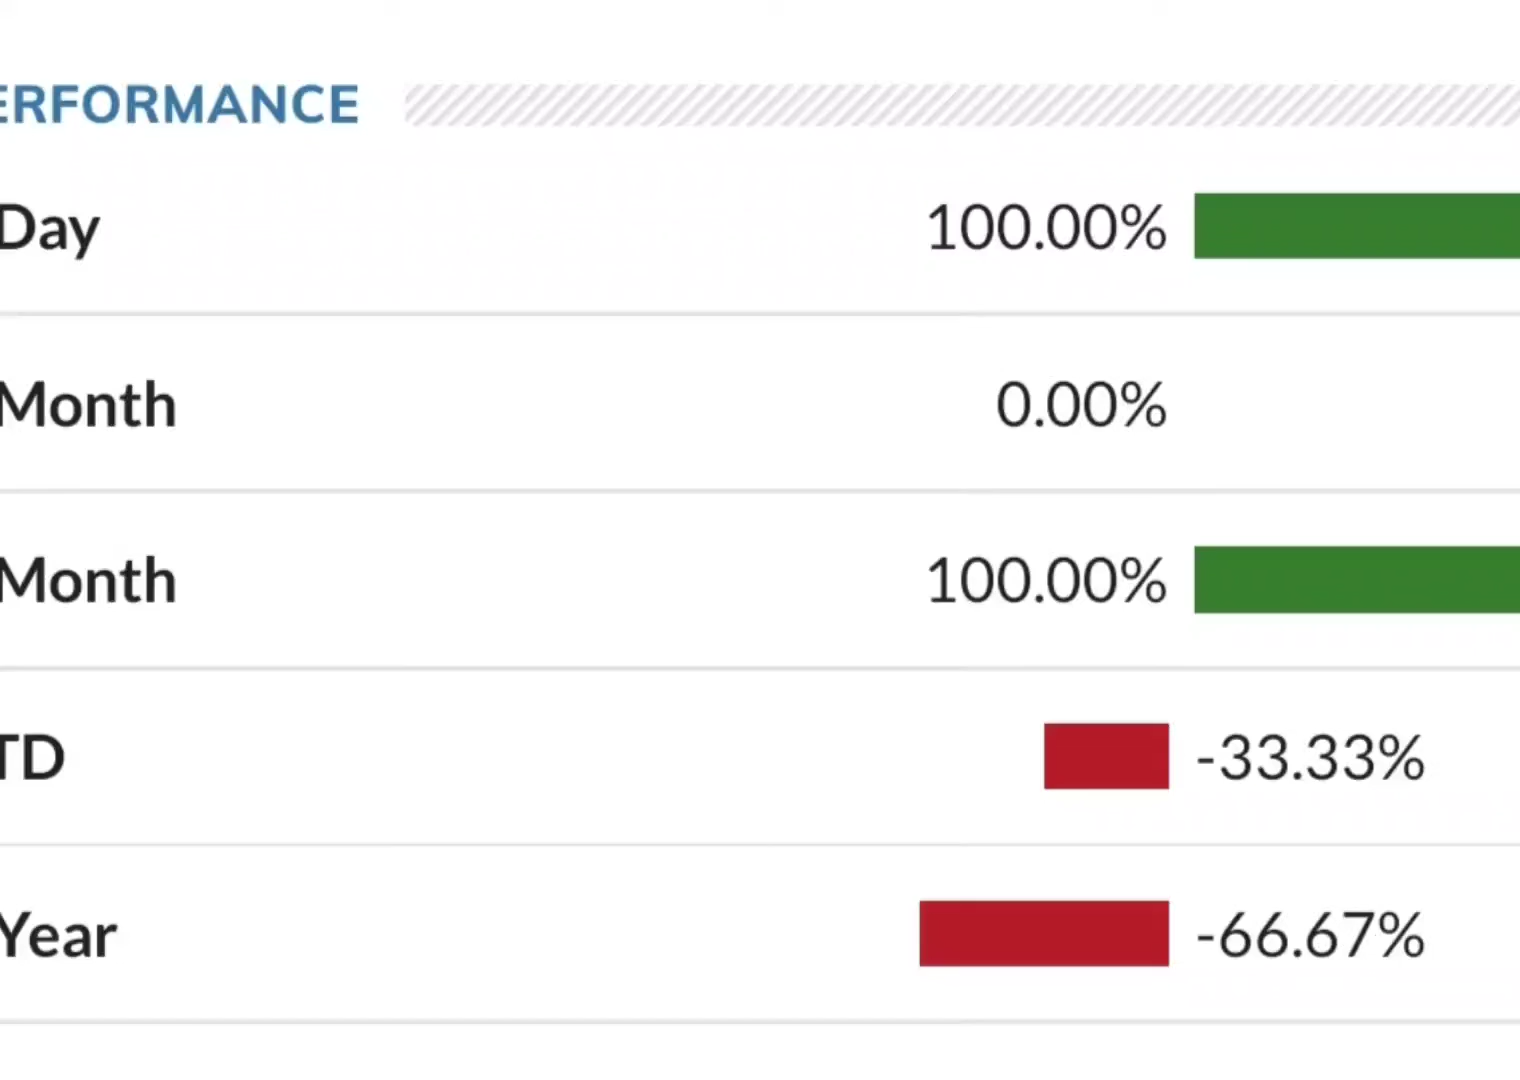 ERFORMANCE
Day 100.00%
Month 0.00%
Month 100.00%
TD -33.33%
Year -66.67%